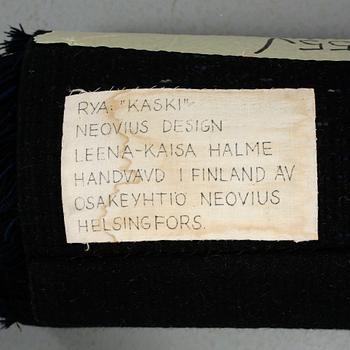 RYA: "KASKI"
NEOVIUS DESIGN
LEENA-KAISA HALME
HANDVÄVD I FINLAND AV
OSAKEYHTIÖ NEOVIUS
HELSINGFORS.